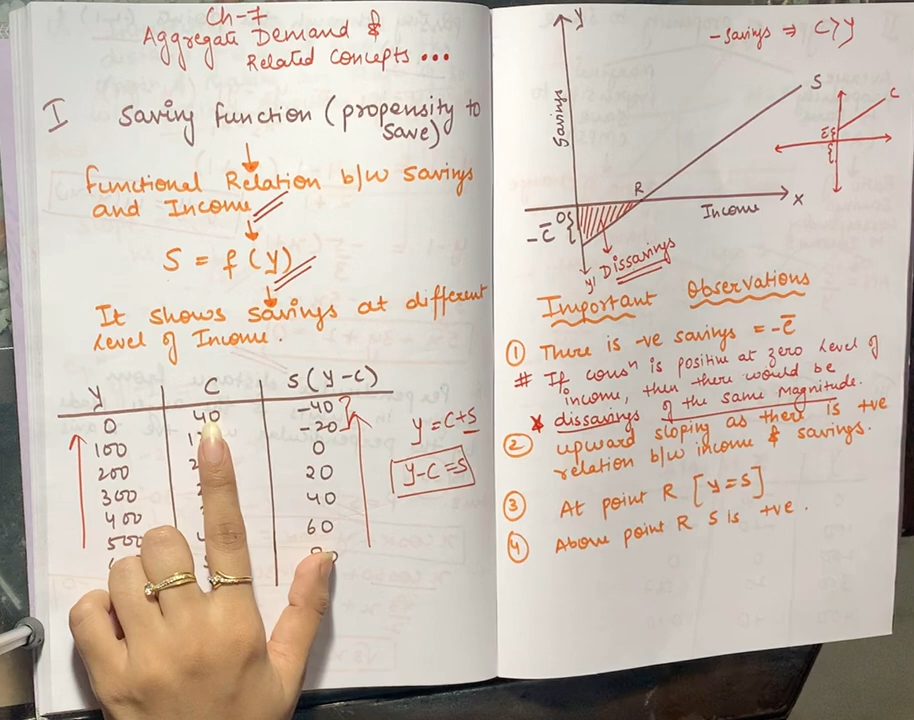 Ch-7
Aggregate Demand &
Related concepts ...
I Saving function (propensity to
save)
functional Relation b/w savings
and Income
S = f (Y)
It shows savings at different
level of Income.
Y C S (Y-C)
0 40 -40
100 -20
200 0
300 20
400 40
500 60
y = C+S
Y-C=S
- savings ⇒ C>Y
Y
Savings
S
C
C̅
R
O
Income X
-C̅
Y' Dissavings
Important Observations
① There is -ve savings = -C̅
# If consⁿ is positive at zero level of
income, then there would be
* dissavings of the same magnitude.
② upward sloping as there is +ve
relation b/w income & savings.
③ At point R [Y=S]
④ Above point R S is +ve.